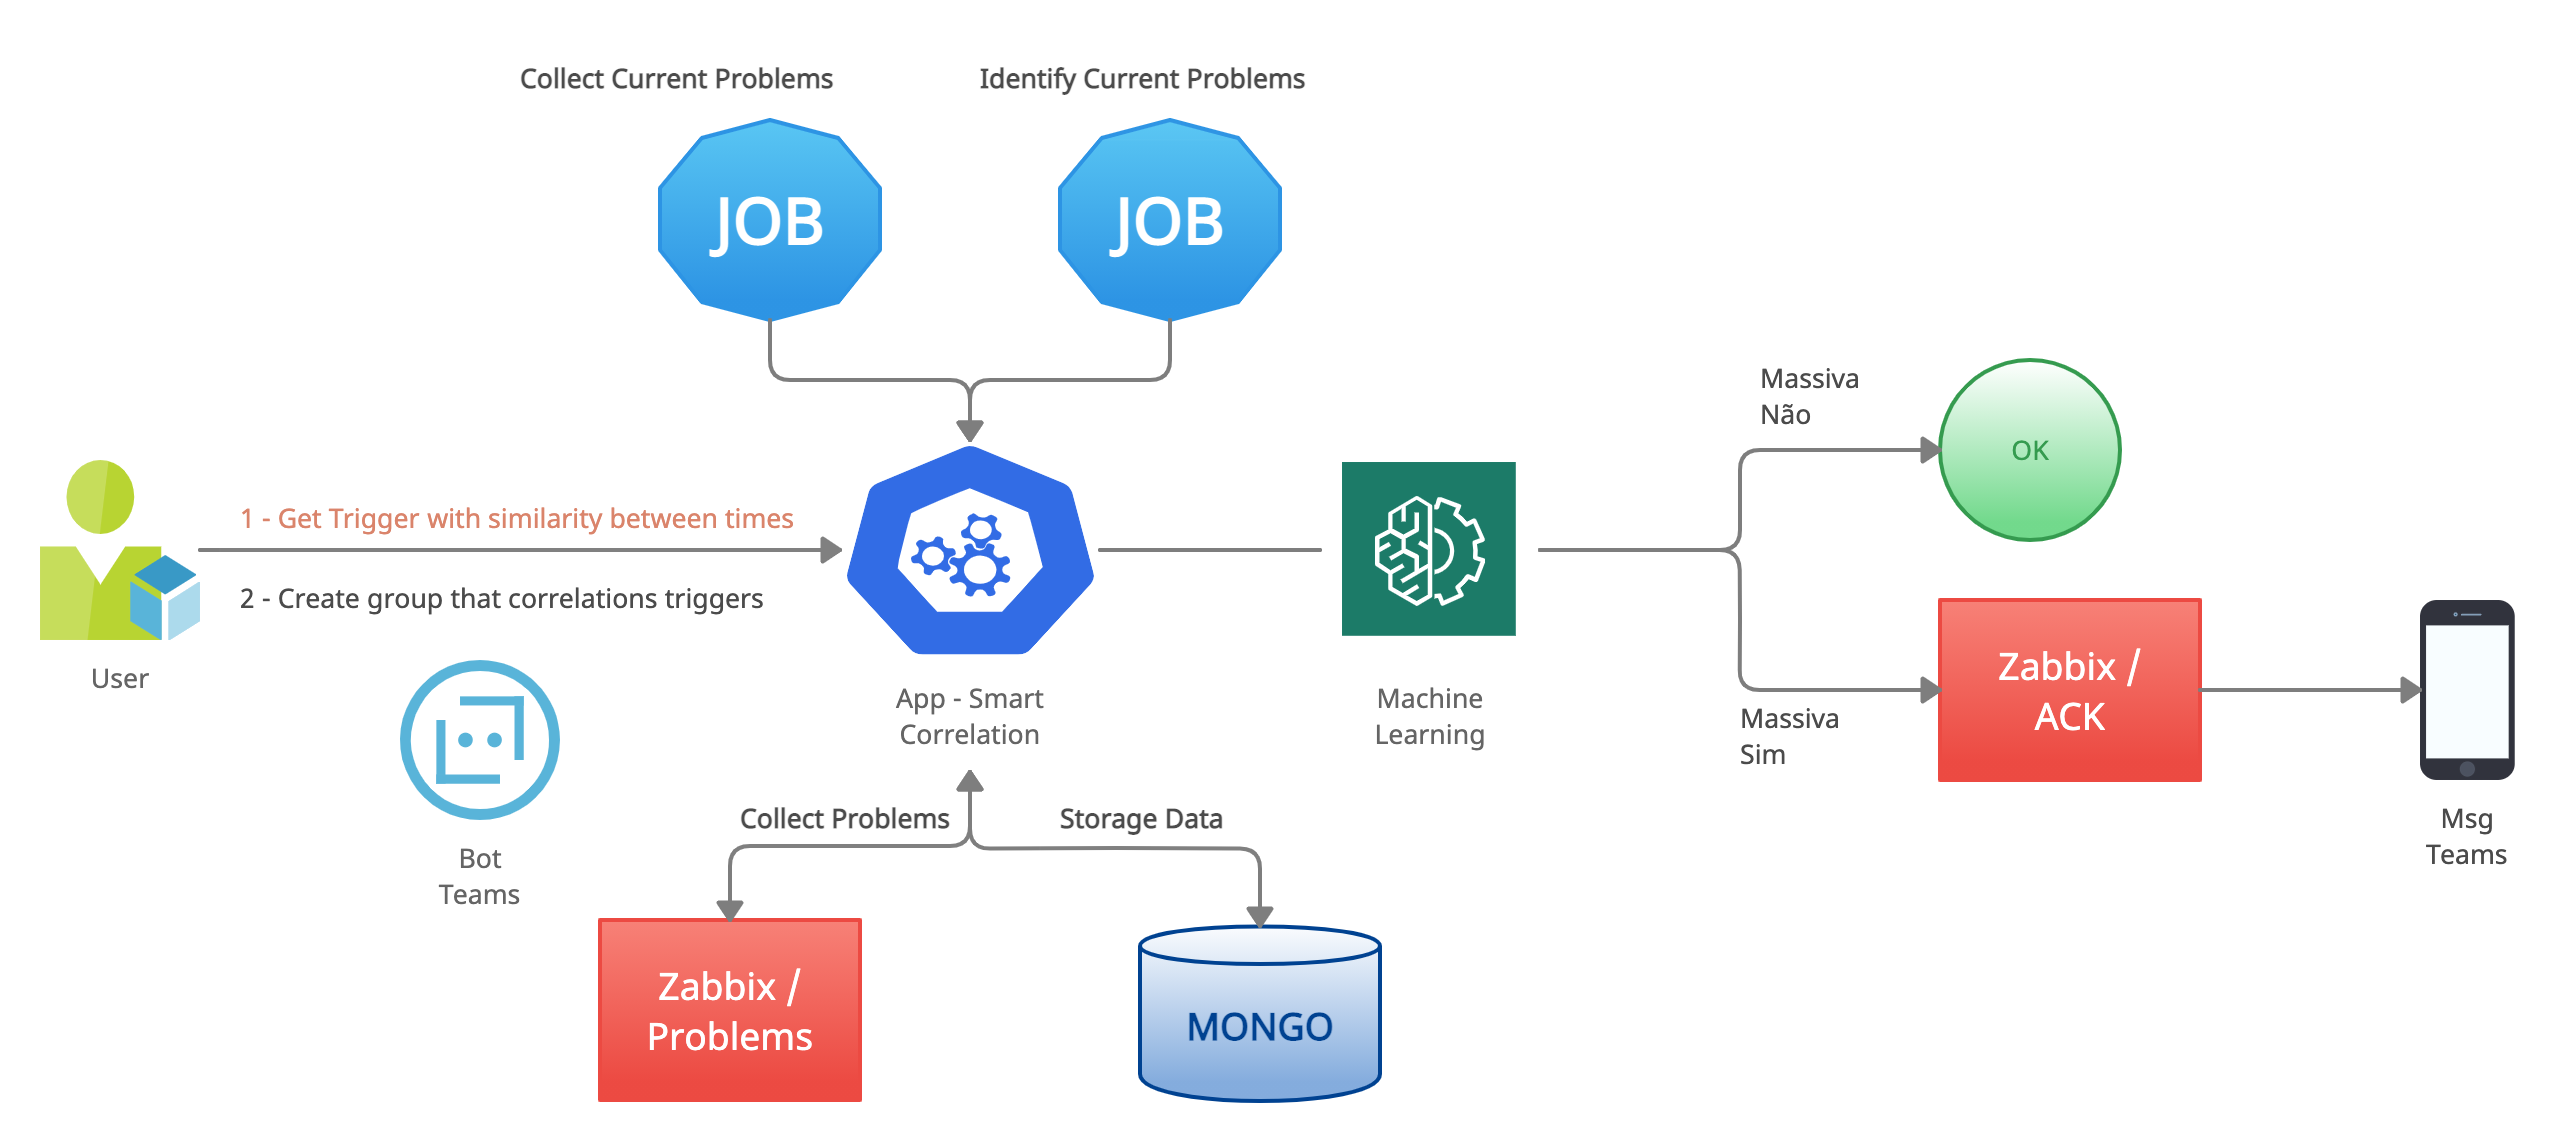 Collect Current Problems
Identify Current Problems
JOB
JOB
Massiva
Não
OK
1 - Get Trigger with similarity between times
2 - Create group that correlations triggers
User
App - Smart
Correlation
Machine
Learning
Zabbix /
ACK
Massiva
Sim
Msg
Teams
Bot
Teams
Collect Problems
Storage Data
Zabbix /
Problems
MONGO